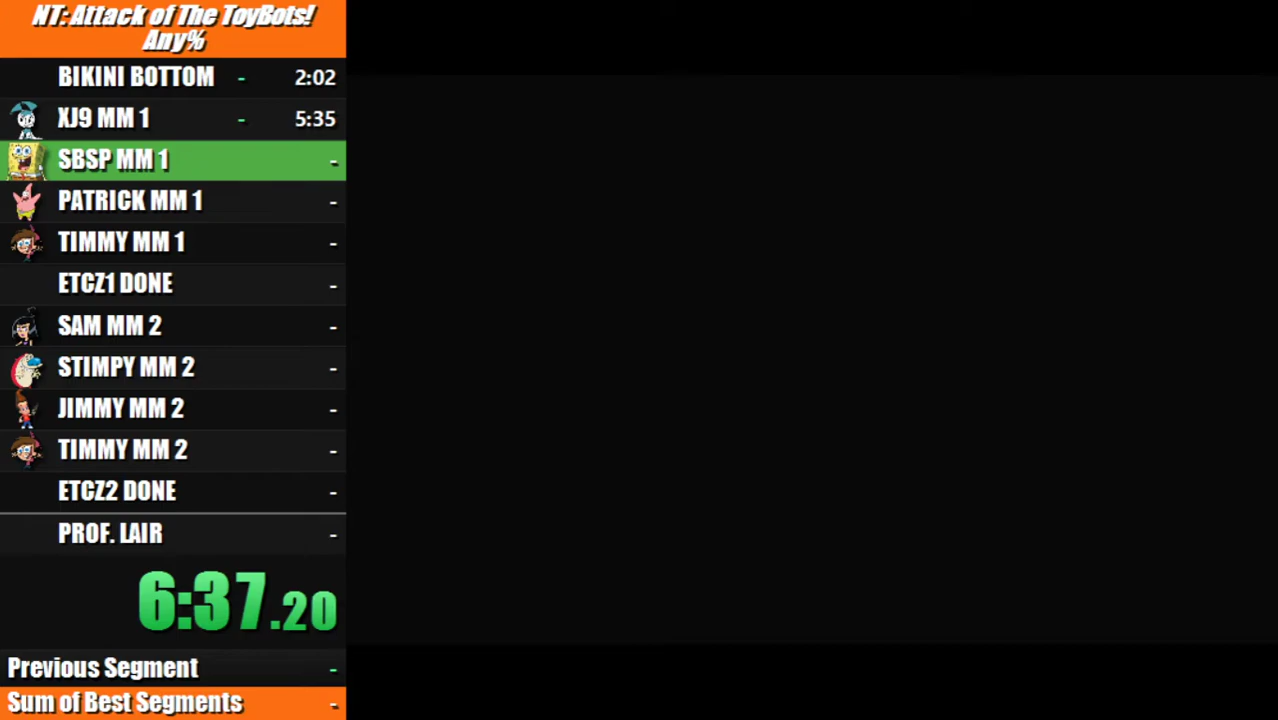 NT: Attack of The ToyBots!
Any%
BIKINI BOTTOM - 2:02
XJ9 MM 1 - 5:35
SBSP MM 1 -
PATRICK MM 1 -
TIMMY MM 1 -
ETCZ1 DONE -
SAM MM 2 -
STIMPY MM 2 -
JIMMY MM 2 -
TIMMY MM 2 -
ETCZ2 DONE -
PROF. LAIR -
6:37.20
Previous Segment -
Sum of Best Segments -